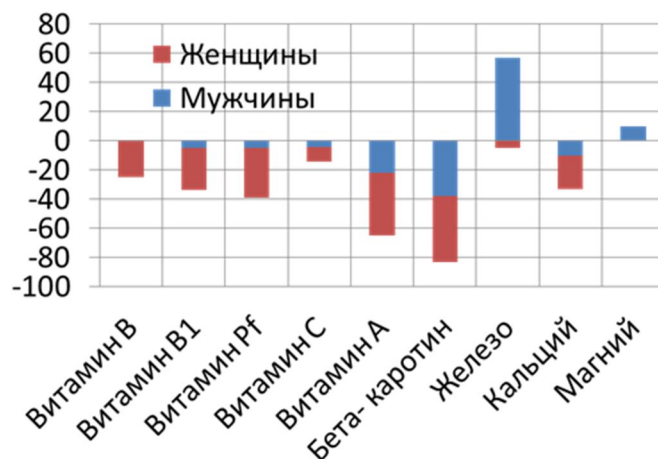 80
60
40
20
0
-20
-40
-60
-80
-100
Женщины
Мужчины
Витамин В
Витамин В1
Витамин Pf
Витамин С
Витамин А
Бета- каротин
Железо
Кальций
Магний